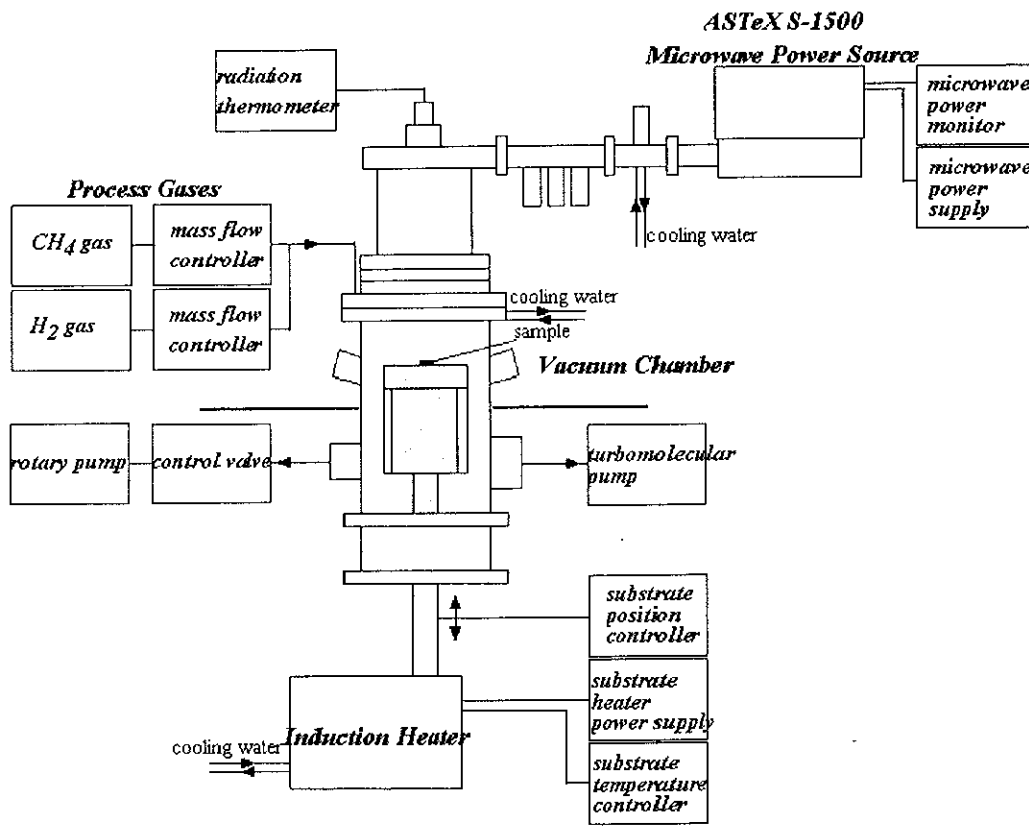 ASTeX S-1500
Microwave Power Source
radiation
thermometer
microwave
power
monitor
microwave
power
supply
Process Gases
CH4 gas
mass flow
controller
cooling water
H2 gas
mass flow
controller
cooling water
sample
Vacuum Chamber
rotary pump
control valve
turbomolecular
pump
substrate
position
controller
substrate
heater
power supply
Induction Heater
cooling water
substrate
temperature
controller